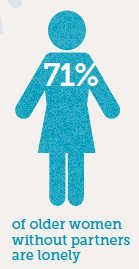 71%
of older women
without partners
are lonely